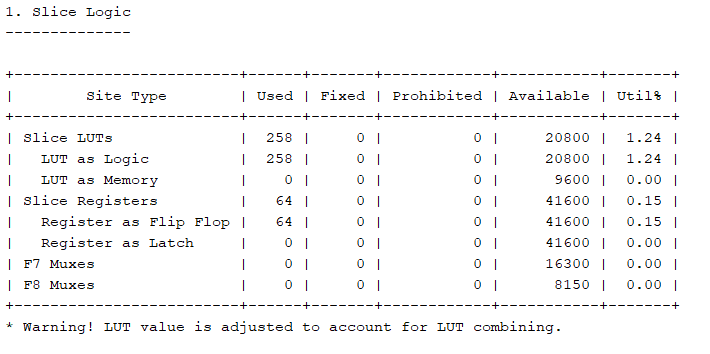 1. Slice Logic
--------------

+----------------------------+------+-------+------------+-----------+-------+
|          Site Type         | Used | Fixed | Prohibited | Available | Util% |
+----------------------------+------+-------+------------+-----------+-------+
| Slice LUTs                 |  258 |     0 |          0 |     20800 |  1.24 |
|   LUT as Logic             |  258 |     0 |          0 |     20800 |  1.24 |
|   LUT as Memory            |    0 |     0 |          0 |      9600 |  0.00 |
| Slice Registers            |   64 |     0 |          0 |     41600 |  0.15 |
|   Register as Flip Flop    |   64 |     0 |          0 |     41600 |  0.15 |
|   Register as Latch        |    0 |     0 |          0 |     41600 |  0.00 |
| F7 Muxes                   |    0 |     0 |          0 |     16300 |  0.00 |
| F8 Muxes                   |    0 |     0 |          0 |      8150 |  0.00 |
+----------------------------+------+-------+------------+-----------+-------+
* Warning! LUT value is adjusted to account for LUT combining.